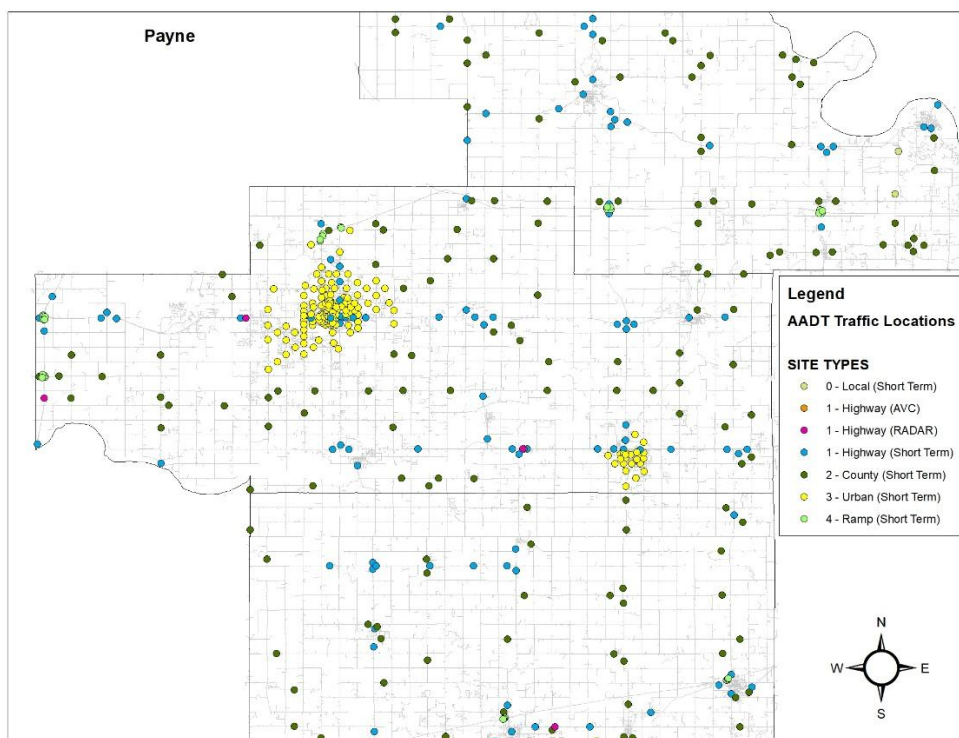 Payne
Legend
AADT Traffic Locations
SITE TYPES
0 - Local (Short Term)
1 - Highway (AVC)
1 - Highway (RADAR)
1 - Highway (Short Term)
2 - County (Short Term)
3 - Urban (Short Term)
4 - Ramp (Short Term)
N
W E
S